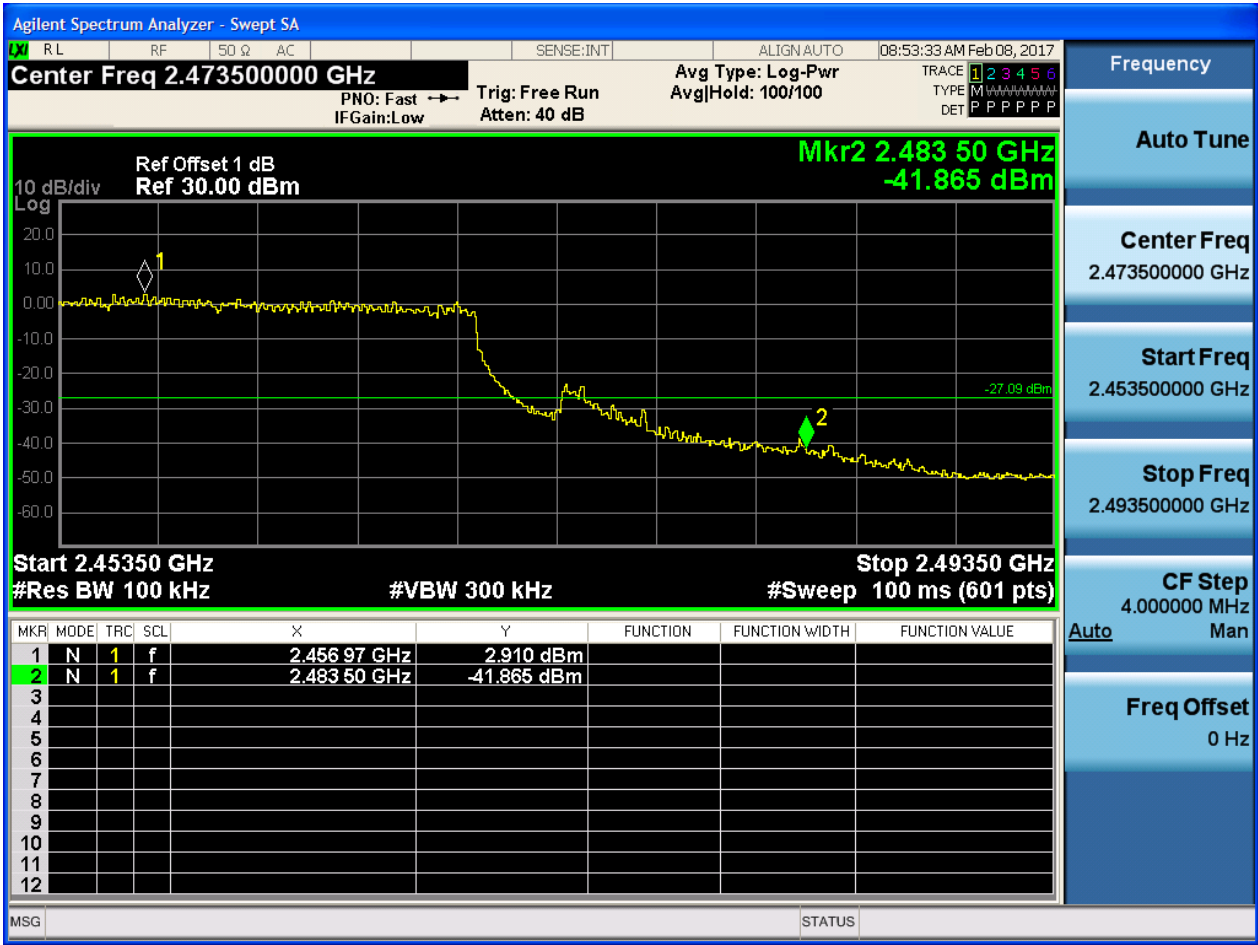 Agilent Spectrum Analyzer - Swept SA
LXI RL RF 50 Ω AC SENSE:INT ALIGN AUTO 08:53:33 AM Feb 08, 2017
Center Freq 2.473500000 GHz
PNO: Fast
IFGain:Low
Trig: Free Run
Atten: 40 dB
Avg Type: Log-Pwr
Avg|Hold: 100/100
TRACE 1 2 3 4 5 6
TYPE M
DET P P P P P P
Mkr2 2.483 50 GHz
-41.865 dBm
Ref Offset 1 dB
10 dB/div Ref 30.00 dBm
Log
20.0
10.0
0.00
-10.0
-20.0
-30.0
-40.0
-50.0
-60.0
1
-27.09 dBm
2
Start 2.45350 GHz Stop 2.49350 GHz
#Res BW 100 kHz #VBW 300 kHz #Sweep 100 ms (601 pts)
MKR MODE TRC SCL X Y FUNCTION FUNCTION WIDTH FUNCTION VALUE
1 N 1 f 2.456 97 GHz 2.910 dBm
2 N 1 f 2.483 50 GHz -41.865 dBm
3
4
5
6
7
8
9
10
11
12
MSG STATUS
Frequency
Auto Tune
Center Freq
2.473500000 GHz
Start Freq
2.453500000 GHz
Stop Freq
2.493500000 GHz
CF Step
4.000000 MHz
Auto Man
Freq Offset
0 Hz